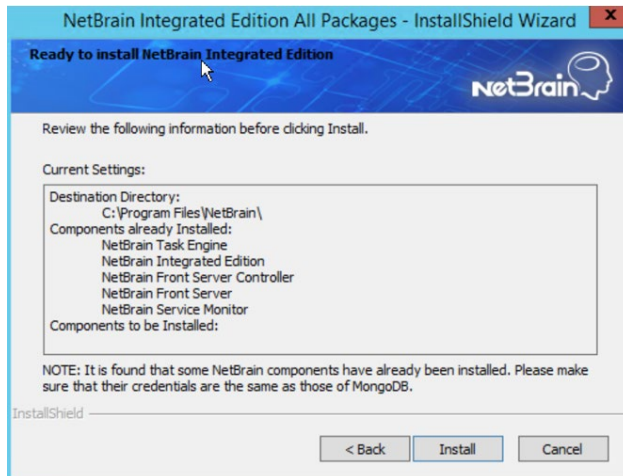 NetBrain Integrated Edition All Packages - InstallShield Wizard
x
Ready to install NetBrain Integrated Edition
NetBrain
Review the following information before clicking Install.
Current Settings:
Destination Directory:
C:\Program Files\NetBrain\
Components already Installed:
NetBrain Task Engine
NetBrain Integrated Edition
NetBrain Front Server Controller
NetBrain Front Server
NetBrain Service Monitor
Components to be Installed:
NOTE: It is found that some NetBrain components have already been installed. Please make
sure that their credentials are the same as those of MongoDB.
InstallShield
< Back
Install
Cancel